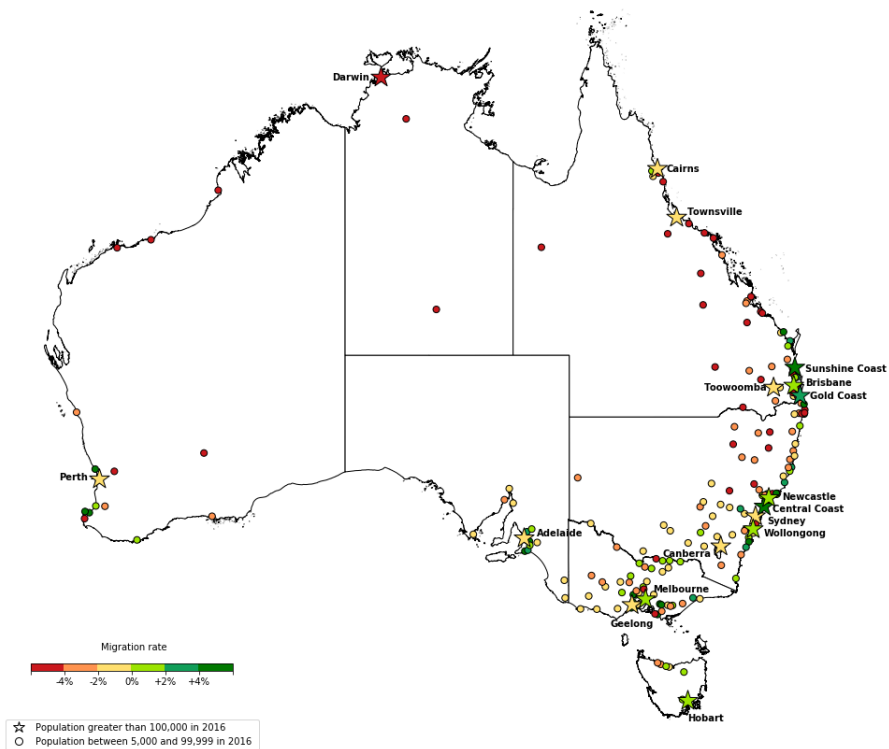 Darwin
Cairns
Townsville
Sunshine Coast
Brisbane
Toowoomba
Gold Coast
Perth
Newcastle
Central Coast
Sydney
Wollongong
Adelaide
Canberra
Melbourne
Geelong
Migration rate
-4% -2% 0% +2% +4%
Hobart
Population greater than 100,000 in 2016
Population between 5,000 and 99,999 in 2016